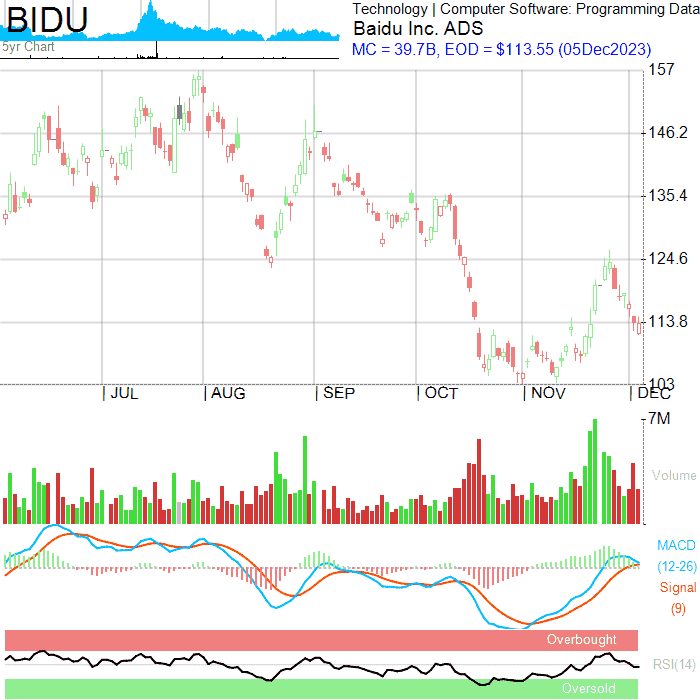 BIDU
5yr Chart
Technology | Computer Software: Programming Data
Baidu Inc. ADS
MC = 39.7B, EOD = $113.55 (05Dec2023)
157
146.2
135.4
124.6
113.8
103
JUL AUG SEP OCT NOV DEC
7M
Volume
MACD
(12-26)
Signal
(9)
Overbought
RSI(14)
Oversold